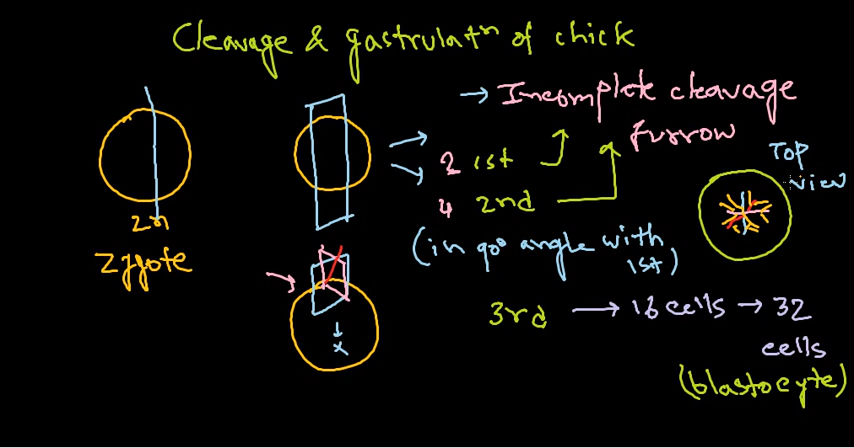 Cleavage & gastrulatⁿ of chick
→ Incomplete cleavage
furrow
2 1st
4 2nd
(in 90° angle with
1st)
Top
view
2n
Zygote
x
3rd → 16 cells → 32
cells
(blastocyte)